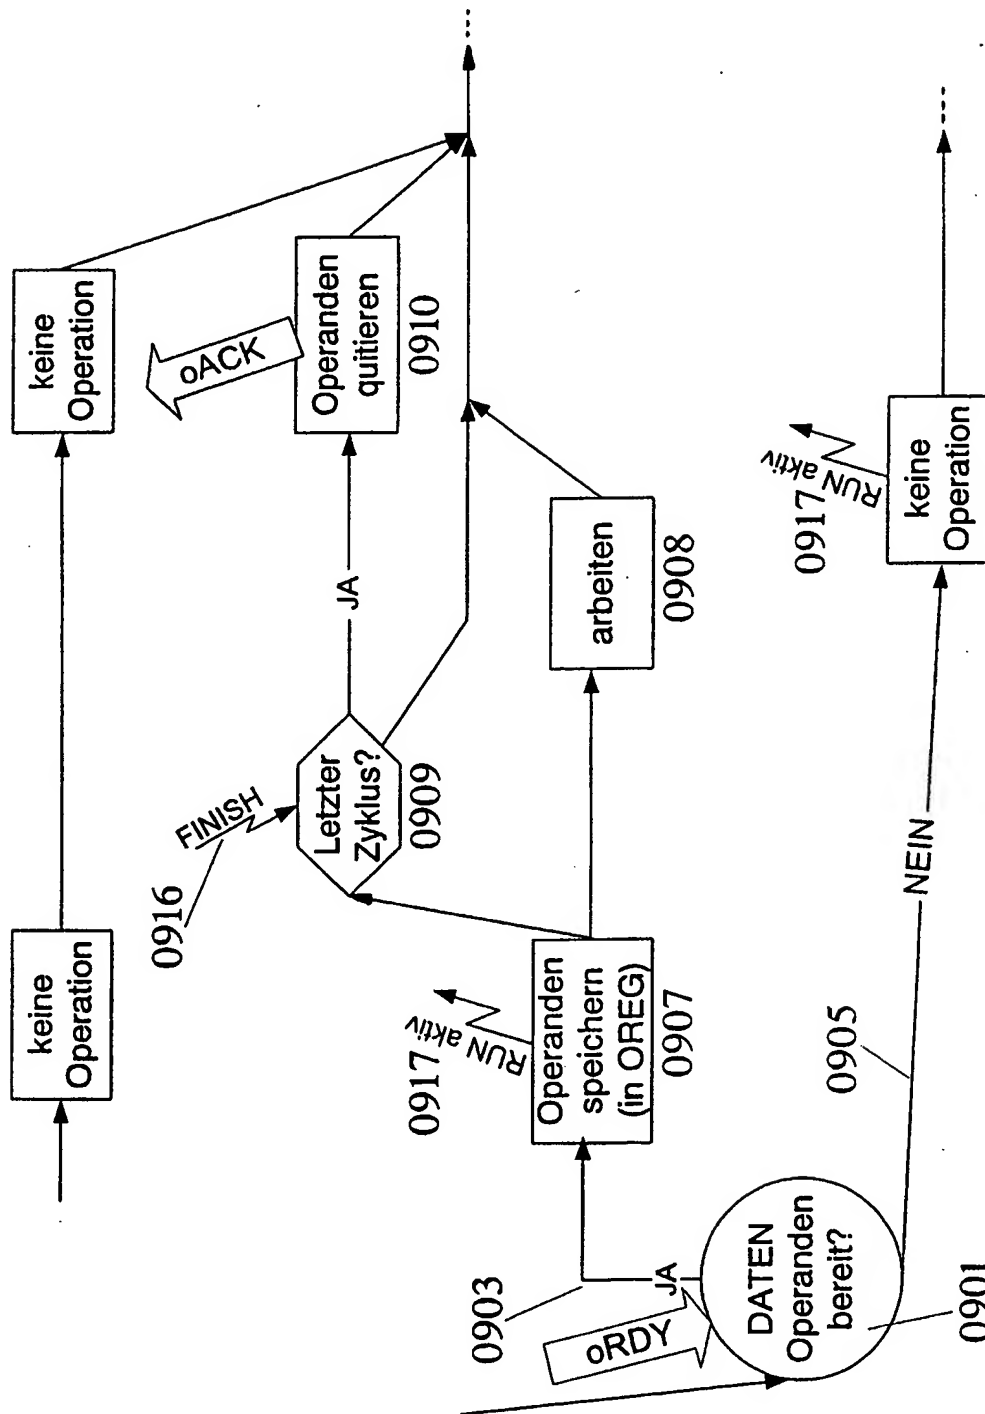 keine
Operation
keine
Operation
0916
FINISH
Letzter
Zyklus?
0909
JA
oACK
Operanden
quitieren
0910
0917
RUN aktiv
Operanden
speichern
(in OREG)
0907
arbeiten
0908
0903
oRDY
JA
DATEN
Operanden
bereit?
0901
0905
NEIN
0917
RUN aktiv
keine
Operation